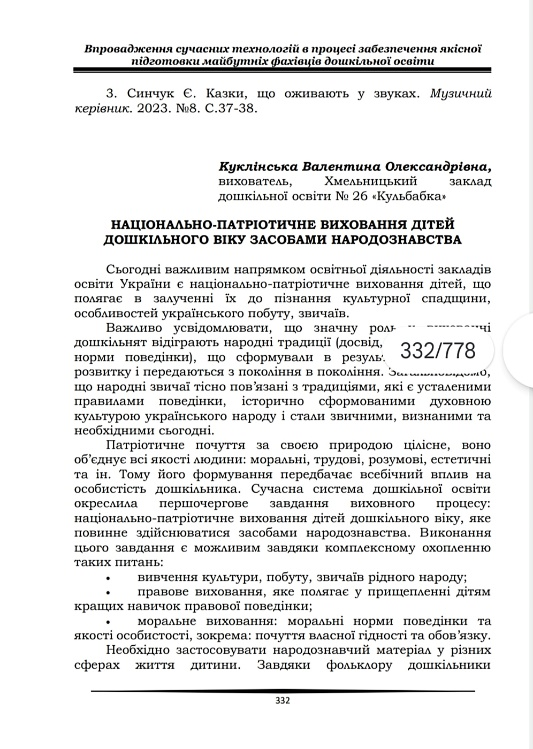 Впровадження сучасних технологій в процесі забезпечення якісної
підготовки майбутніх фахівців дошкільної освіти
3. Синчук Є. Казки, що оживають у звуках. Музичний
керівник. 2023. №8. С.37-38.
Куклінська Валентина Олександрівна,
вихователь, Хмельницький заклад
дошкільної освіти № 26 «Кульбабка»
НАЦІОНАЛЬНО-ПАТРІОТИЧНЕ ВИХОВАННЯ ДІТЕЙ
ДОШКІЛЬНОГО ВІКУ ЗАСОБАМИ НАРОДОЗНАВСТВА
Сьогодні важливим напрямком освітньої діяльності закладів
освіти України є національно-патріотичне виховання дітей, що
полягає в залученні їх до пізнання культурної спадщини,
особливостей українського побуту, звичаїв.
Важливо усвідомлювати, що значну роль у вихованні
дошкільнят відіграють народні традиції (досвід,
норми поведінки), що сформували в
розвитку і передаються з покоління в покоління. Загальновідомо,
що народні звичаї тісно пов’язані з традиціями, які є усталеними
правилами поведінки, історично сформованими духовною
культурою українського народу і стали звичними, визнаними та
необхідними сьогодні.
332/778
Патріотичне почуття за своєю природою цілісне, воно
об’єднує всі якості людини: моральні, трудові, розумові, естетичні
та ін. Тому його формування передбачає всебічний вплив на
особистість дошкільника. Сучасна система дошкільної освіти
окреслила першочергове завдання виховного процесу:
національно-патріотичне виховання дітей дошкільного віку, яке
повинне здійснюватися засобами народознавства. Виконання
цього завдання є можливим завдяки комплексному охопленню
таких питань:
• вивчення культури, побуту, звичаїв рідного народу;
• правове виховання, яке полягає у прищепленні дітям
кращих навичок правової поведінки;
• моральне виховання: моральні норми поведінки та
якості особистості, зокрема: почуття власної гідності та обов’язку.
Необхідно застосовувати народознавчий матеріал у різних
сферах життя дитини. Завдяки фольклору дошкільники
332